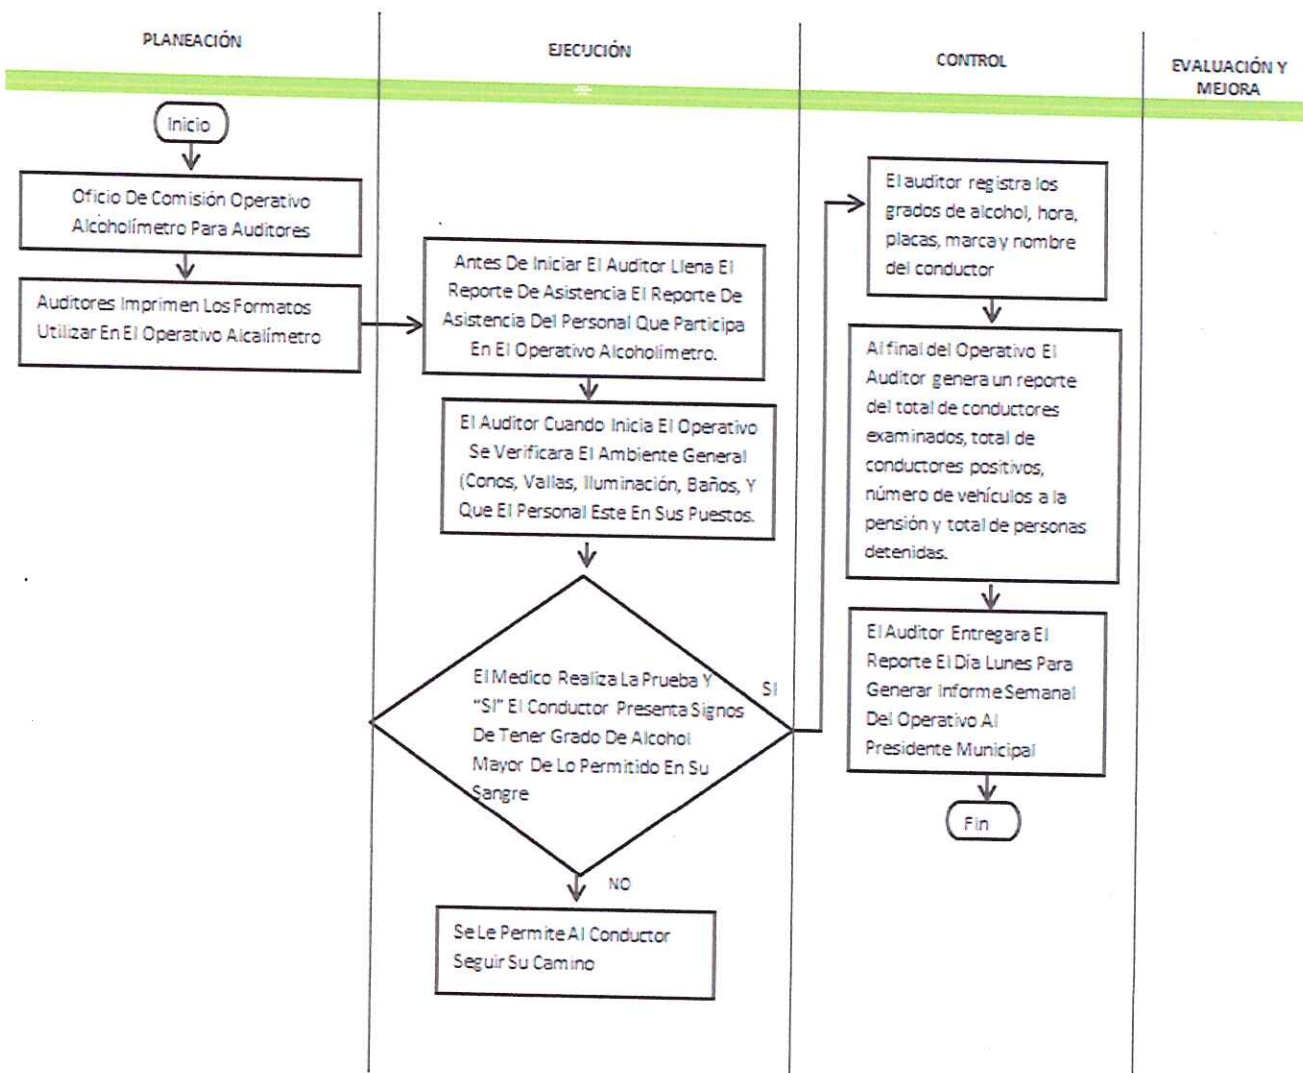 PLANEACIÓN
EJECUCIÓN
CONTROL
EVALUACIÓN Y
MEJORA
Inicio
Oficio De Comisión Operativo
Alcoholímetro Para Auditores
Auditores Imprimen Los Formatos
Utilizar En El Operativo Alcalímetro
Antes De Iniciar El Auditor Llena El
Reporte De Asistencia El Reporte De
Asistencia Del Personal Que Participa
En El Operativo Alcoholímetro.
El Auditor Cuando Inicia El Operativo
Se Verificara El Ambiente General
(Conos, Vallas, Iluminación, Baños, Y
Que El Personal Este En Sus Puestos.
El Medico Realiza La Prueba Y
“SI” El Conductor Presenta Signos
De Tener Grado De Alcohol
Mayor De Lo Permitido En Su
Sangre
SI
NO
Se Le Permite Al Conductor
Seguir Su Camino
El auditor registra los
grados de alcohol, hora,
placas, marca y nombre
del conductor
Al final del Operativo El
Auditor genera un reporte
del total de conductores
examinados, total de
conductores positivos,
número de vehículos a la
pensión y total de personas
detenidas.
El Auditor Entregara El
Reporte El Día Lunes Para
Generar Informe Semanal
Del Operativo Al
Presidente Municipal
Fin